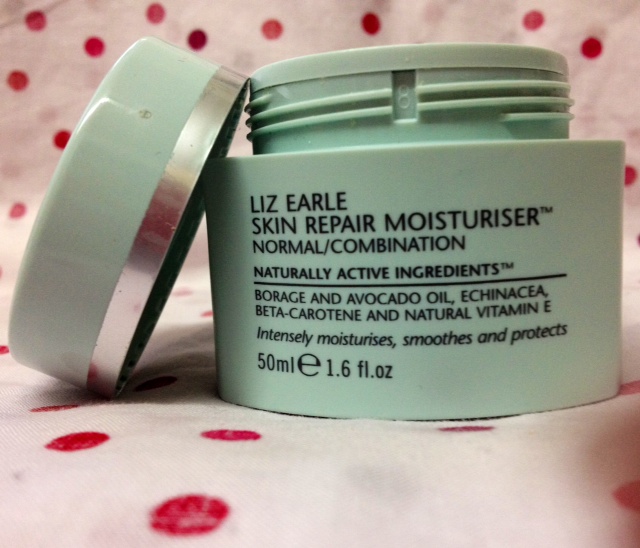 LIZ EARLE
SKIN REPAIR MOISTURISER™
NORMAL/COMBINATION
NATURALLY ACTIVE INGREDIENTS™
BORAGE AND AVOCADO OIL, ECHINACEA,
BETA-CAROTENE AND NATURAL VITAMIN E
Intensely moisturises, smoothes and protects
50ml℮ 1.6 fl.oz